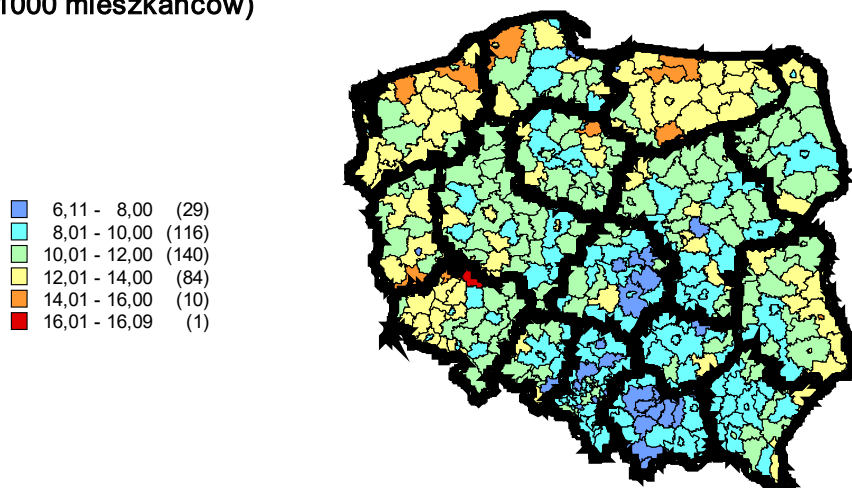 1000 mieszkańców)
6,11 - 8,00 (29)
8,01 - 10,00 (116)
10,01 - 12,00 (140)
12,01 - 14,00 (84)
14,01 - 16,00 (10)
16,01 - 16,09 (1)